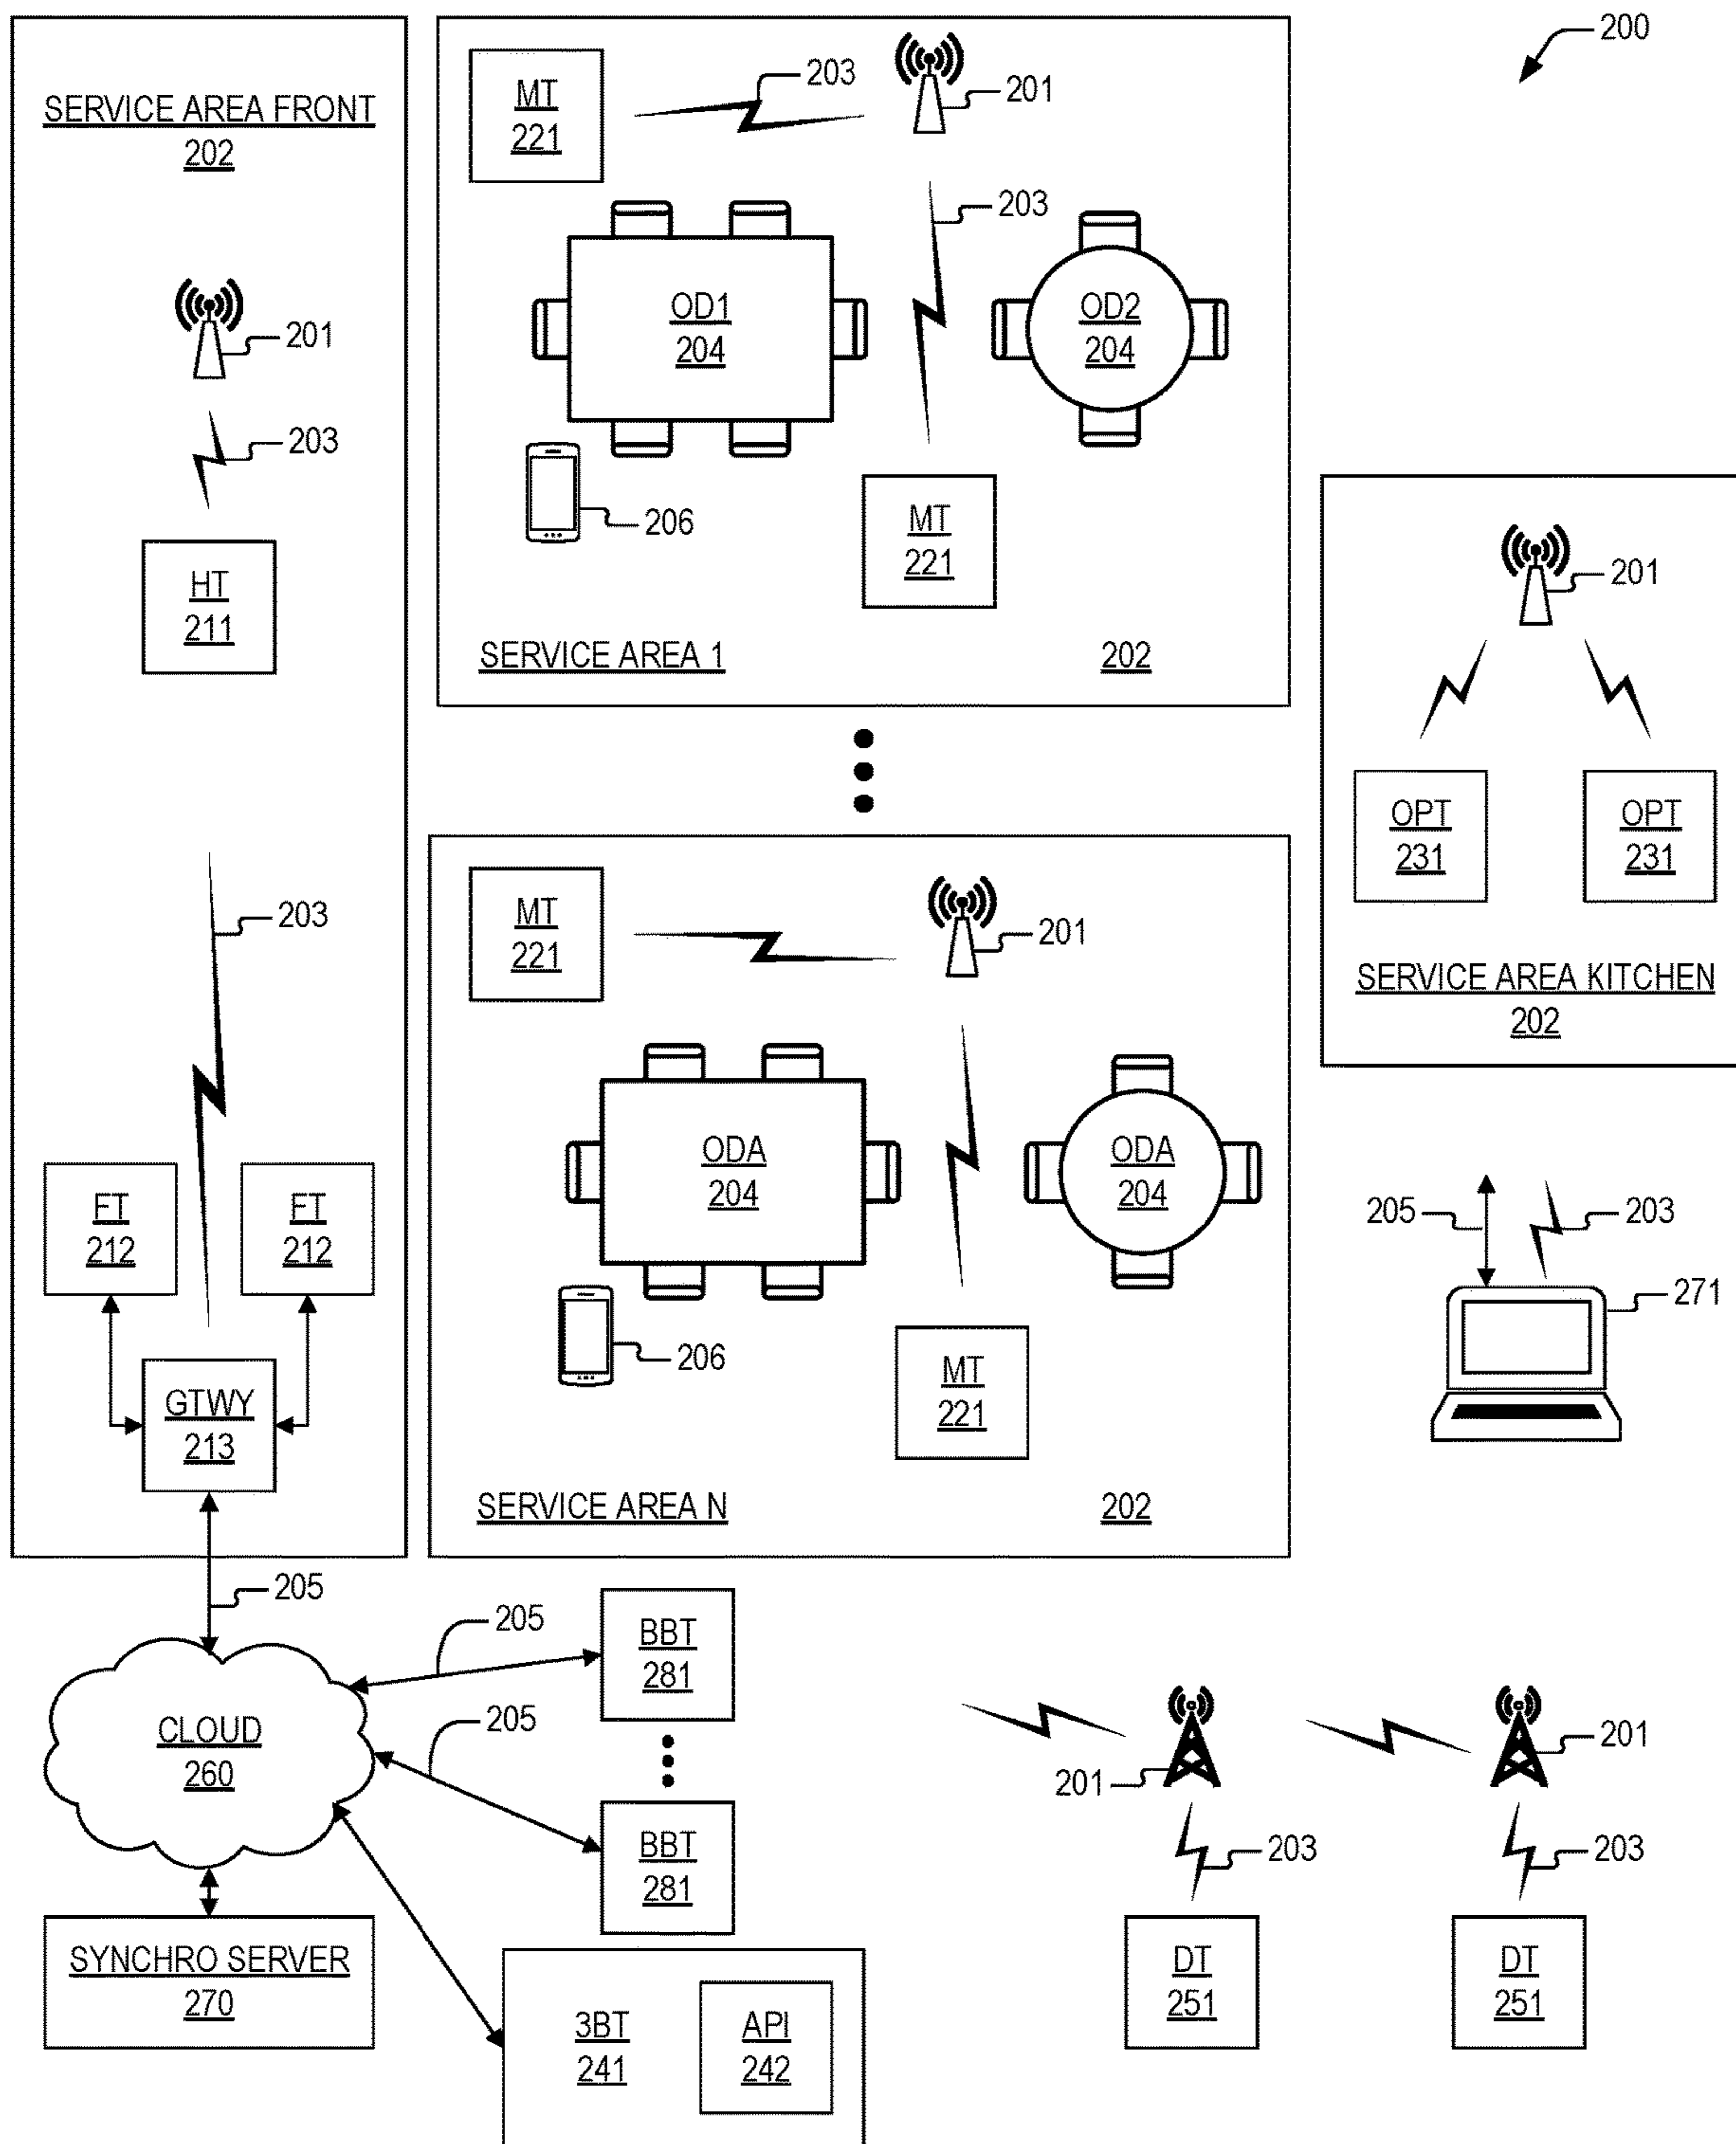 200
SERVICE AREA FRONT
202
201
203
HT
211
203
FT
212
FT
212
GTWY
213
205
MT
221
203
201
203
OD1
204
OD2
204
206
MT
221
SERVICE AREA 1
202
MT
221
201
ODA
204
ODA
204
206
MT
221
SERVICE AREA N
202
201
OPT
231
OPT
231
SERVICE AREA KITCHEN
202
205
203
271
CLOUD
260
205
205
BBT
281
BBT
281
SYNCHRO SERVER
270
3BT
241
API
242
201
201
203
203
DT
251
DT
251